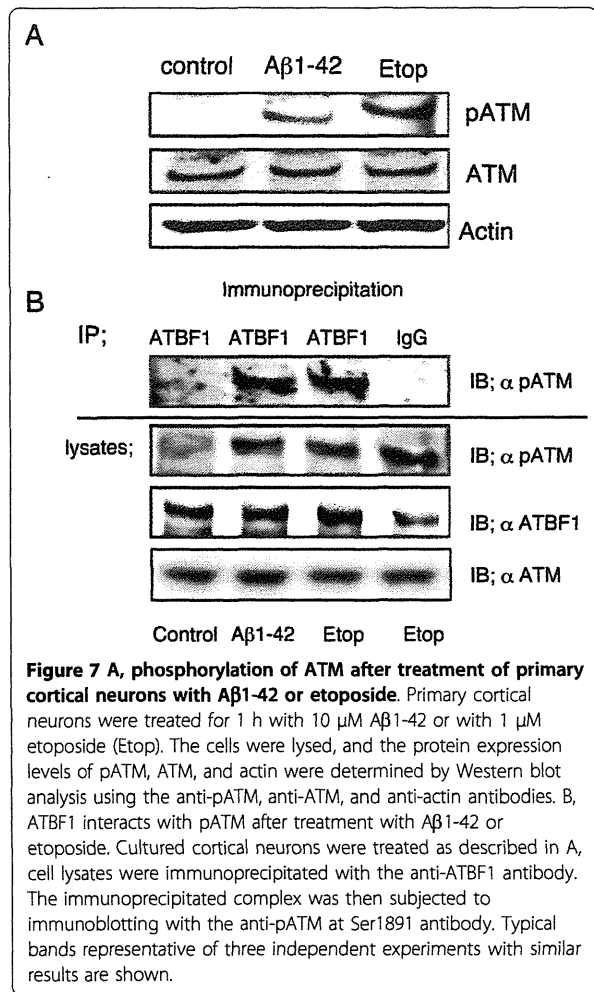 A
control Aβ1-42 Etop
pATM
ATM
Actin
Immunoprecipitation
B
IP; ATBF1 ATBF1 ATBF1 IgG
IB; α pATM
lysates; IB; α pATM
IB; α ATBF1
IB; α ATM
Control Aβ1-42 Etop Etop
Figure 7 A, phosphorylation of ATM after treatment of primary
cortical neurons with Aβ1-42 or etoposide. Primary cortical
neurons were treated for 1 h with 10 μM Aβ1-42 or with 1 μM
etoposide (Etop). The cells were lysed, and the protein expression
levels of pATM, ATM, and actin were determined by Western blot
analysis using the anti-pATM, anti-ATM, and anti-actin antibodies. B,
ATBF1 interacts with pATM after treatment with Aβ1-42 or
etoposide. Cultured cortical neurons were treated as described in A,
cell lysates were immunoprecipitated with the anti-ATBF1 antibody.
The immunoprecipitated complex was then subjected to
immunoblotting with the anti-pATM at Ser1891 antibody. Typical
bands representative of three independent experiments with similar
results are shown.